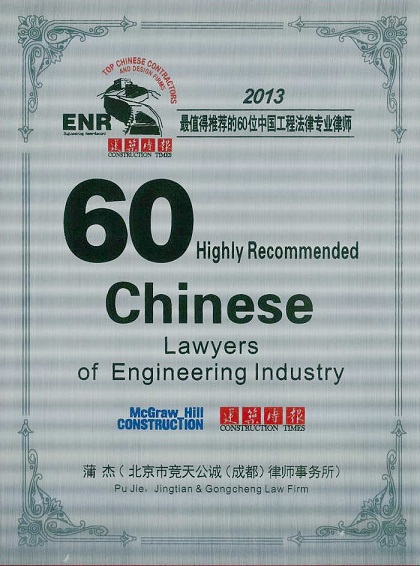 TOP CHINESE CONTRACTORS
AND DESIGN FIRMS
ENR
Engineering News-Record
建筑时报
CONSTRUCTION TIMES
2013
最值得推荐的60位中国工程法律专业律师
60 Highly Recommended
Chinese
Lawyers
of Engineering Industry
McGraw_Hill
CONSTRUCTION
建筑时报
CONSTRUCTION TIMES
蒲 杰（北京市竞天公诚（成都）律师事务所）
Pu Jie，Jingtian & Gongcheng Law Firm